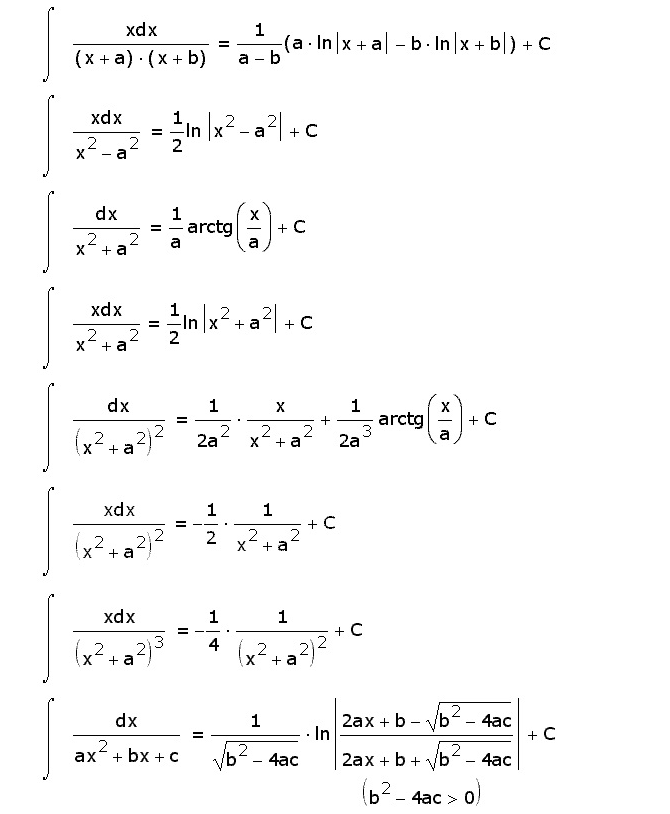 ∫ xdx/((x+a)·(x+b)) = 1/(a−b) (a·ln|x+a| − b·ln|x+b|) + C
∫ xdx/(x²−a²) = 1/2 ln|x²−a²| + C
∫ dx/(x²+a²) = 1/a arctg(x/a) + C
∫ xdx/(x²+a²) = 1/2 ln|x²+a²| + C
∫ dx/(x²+a²)² = 1/(2a²) · x/(x²+a²) + 1/(2a³) arctg(x/a) + C
∫ xdx/(x²+a²)² = −1/2 · 1/(x²+a²) + C
∫ xdx/(x²+a²)³ = −1/4 · 1/(x²+a²)² + C
∫ dx/(ax²+bx+c) = 1/√(b²−4ac) · ln|(2ax+b−√(b²−4ac))/(2ax+b+√(b²−4ac))| + C
(b²−4ac>0)